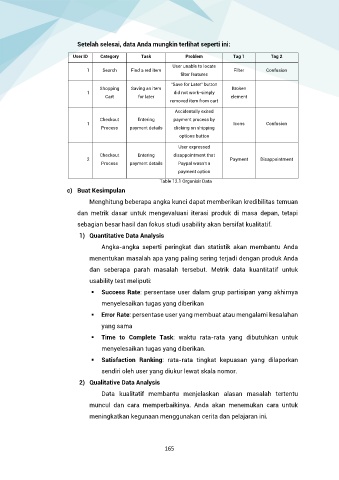 Setelah selesai, data Anda mungkin terlihat seperti ini:
User ID Category Task Problem Tag 1 Tag 2
1 Search Find a red item User unable to locate filter features Filter Confusion
1 Shopping Cart Saving an item for later "Save for Later" button did not work-simply removed item from cart Broken element
1 Checkout Process Entering payment details Accidentally exited payment process by clicking on shipping options button Icons Confusion
2 Checkout Process Entering payment details User expressed disappointment that Paypal wasn't a payment option Payment Disappointment
Table 12.1 Organisir Data
c) Buat Kesimpulan
Menghitung beberapa angka kunci dapat memberikan kredibilitas temuan
dan metrik dasar untuk mengevaluasi iterasi produk di masa depan, tetapi
sebagian besar hasil dan fokus studi usability akan bersifat kualitatif.
1) Quantitative Data Analysis
Angka-angka seperti peringkat dan statistik akan membantu Anda
menentukan masalah apa yang paling sering terjadi dengan produk Anda
dan seberapa parah masalah tersebut. Metrik data kuantitatif untuk
usability test meliputi:
▪ Success Rate: persentase user dalam grup partisipan yang akhirnya
menyelesaikan tugas yang diberikan
▪ Error Rate: persentase user yang membuat atau mengalami kesalahan
yang sama
▪ Time to Complete Task: waktu rata-rata yang dibutuhkan untuk
menyelesaikan tugas yang diberikan.
▪ Satisfaction Ranking: rata-rata tingkat kepuasan yang dilaporkan
sendiri oleh user yang diukur lewat skala nomor.
2) Qualitative Data Analysis
Data kualitatif membantu menjelaskan alasan masalah tertentu
muncul dan cara memperbaikinya. Anda akan menemukan cara untuk
meningkatkan kegunaan menggunakan cerita dan pelajaran ini.
165